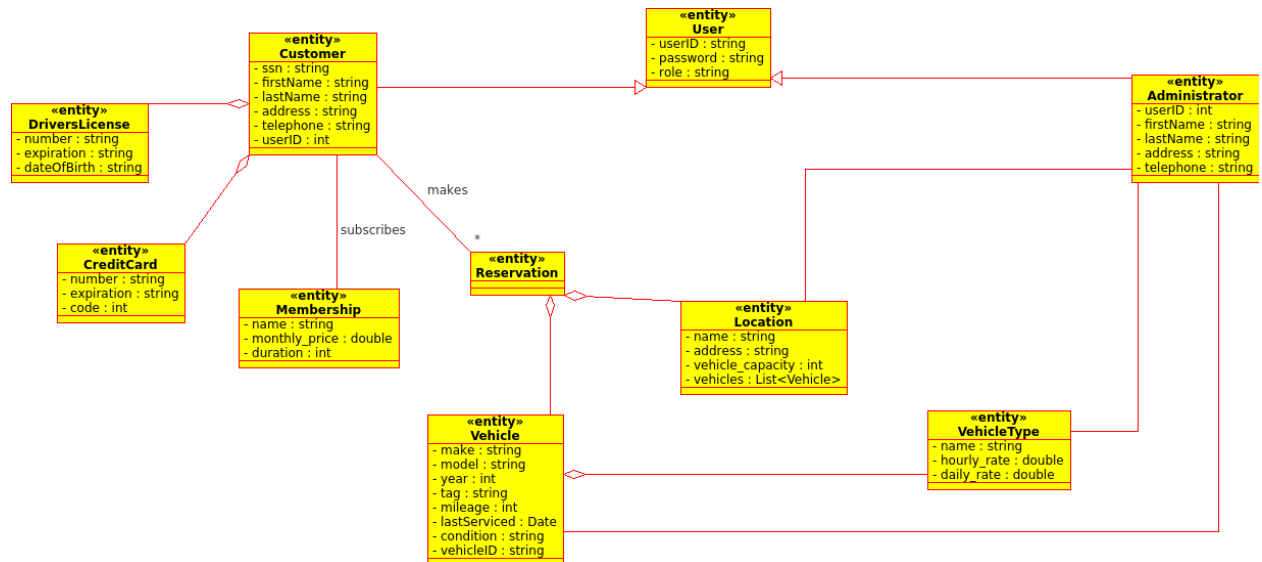 «entity»
User
- userID : string
- password : string
- role : string
«entity»
Customer
- ssn : string
- firstName : string
- lastName : string
- address : string
- telephone : string
- userID : int
«entity»
Administrator
- userID : int
- firstName : string
- lastName : string
- address : string
- telephone : string
«entity»
DriversLicense
- number : string
- expiration : string
- dateOfBirth : string
makes
*
subscribes
«entity»
CreditCard
- number : string
- expiration : string
- code : int
«entity»
Reservation
«entity»
Membership
- name : string
- monthly_price : double
- duration : int
«entity»
Location
- name : string
- address : string
- vehicle_capacity : int
- vehicles : List<Vehicle>
«entity»
Vehicle
- make : string
- model : string
- year : int
- tag : string
- mileage : int
- lastServiced : Date
- condition : string
- vehicleID : string
«entity»
VehicleType
- name : string
- hourly_rate : double
- daily_rate : double